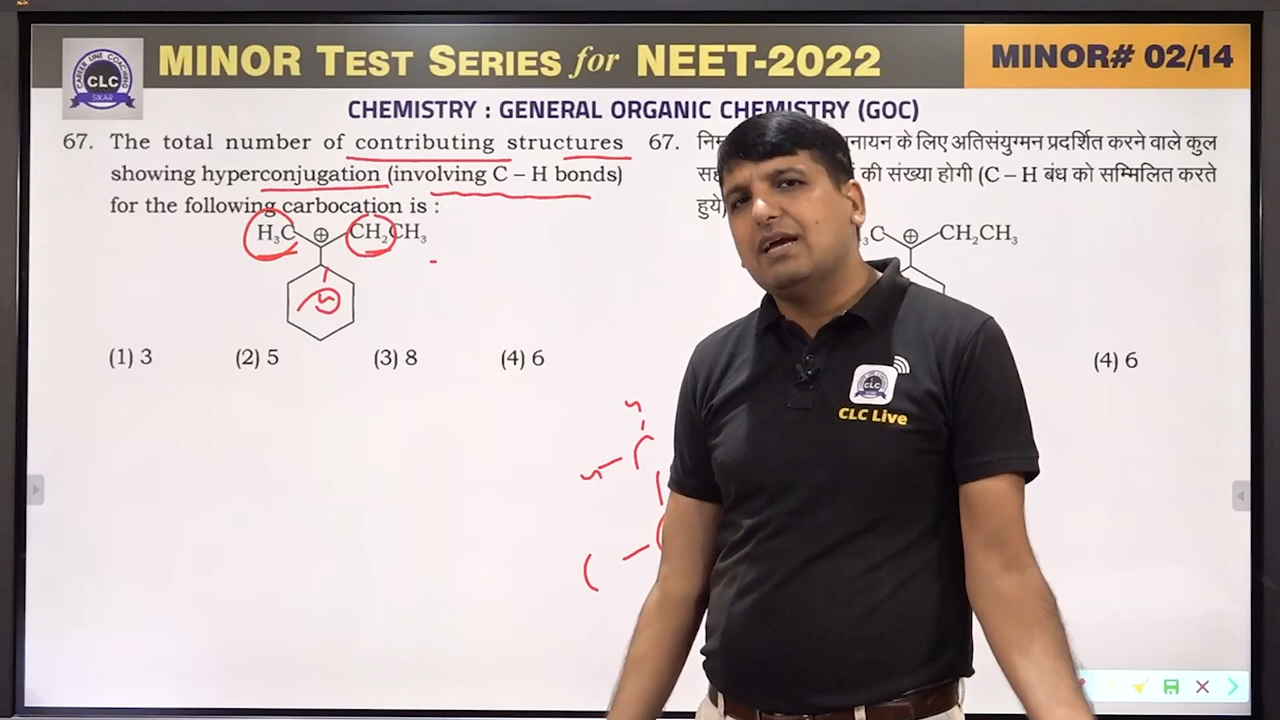 MINOR TEST SERIES for NEET-2022
MINOR# 02/14
CAREER LINE COACHING
CLC
SIKAR
CHEMISTRY : GENERAL ORGANIC CHEMISTRY (GOC)
67. The total number of contributing structures
showing hyperconjugation (involving C – H bonds)
for the following carbocation is :
H₃C ⊕ CH₂CH₃
(1) 3 (2) 5 (3) 8 (4) 6
67. के लिए अतिसंयुग्मन प्रदर्शित करने वाले कुल
की संख्या होगी (C – H बंध को सम्मिलित करते
हुये)
C ⊕ CH₂CH₃
(4) 6
CLC
CLC Live